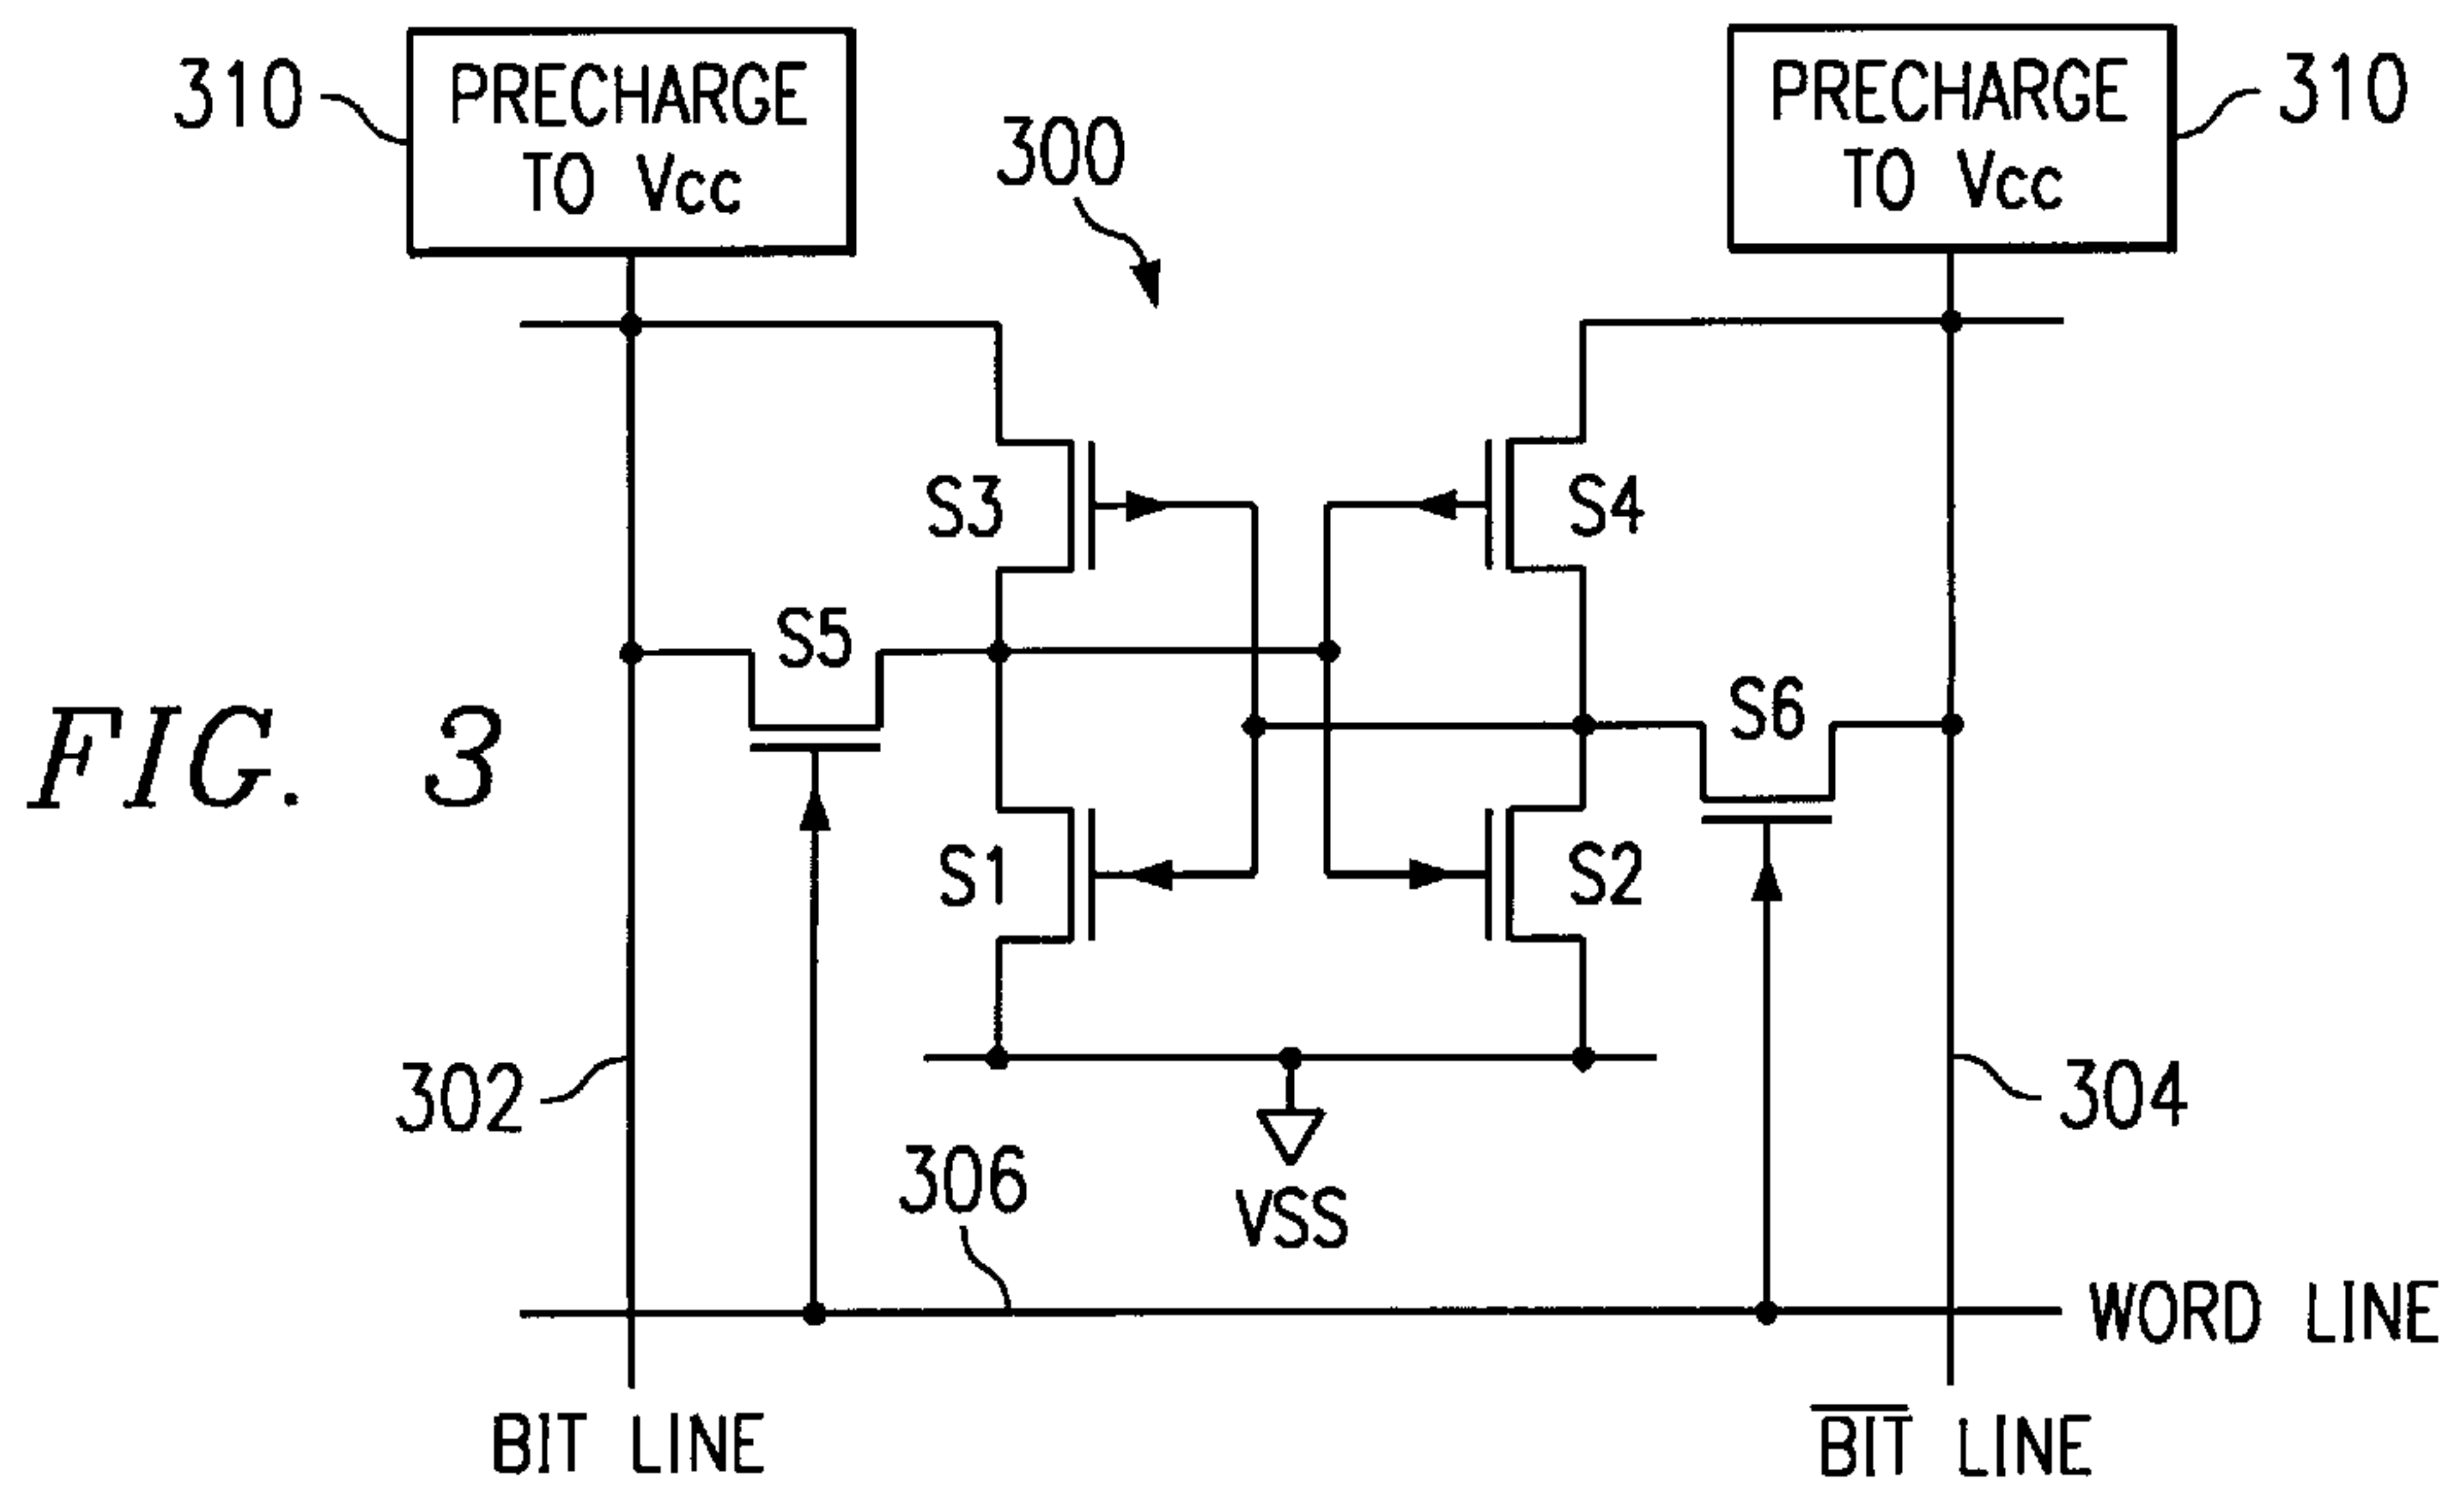 310
PRECHARGE
TO Vcc
300
PRECHARGE
TO Vcc
310
S3
S4
S5
S6
FIG. 3
S1
S2
302
304
306
VSS
WORD LINE
BIT LINE
B̅I̅T̅ LINE